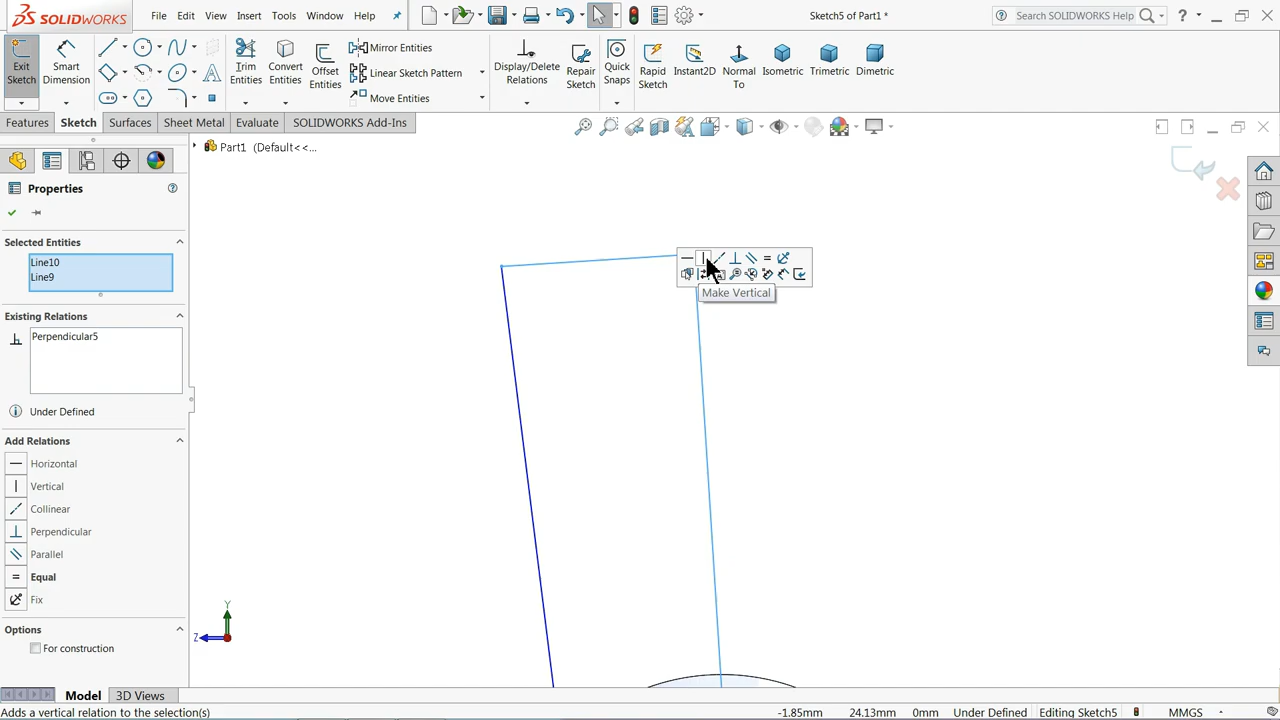 SOLIDWORKS
File
Edit
View
Insert
Tools
Window
Help
Sketch5 of Part1 *
Search SOLIDWORKS Help
Exit Sketch
Smart Dimension
Trim Entities
Convert Entities
Offset Entities
Mirror Entities
Linear Sketch Pattern
Move Entities
Display/Delete Relations
Repair Sketch
Quick Snaps
Rapid Sketch
Instant2D
Normal To
Isometric
Trimetric
Dimetric
Features
Sketch
Surfaces
Sheet Metal
Evaluate
SOLIDWORKS Add-Ins
Part1 (Default<<...
Properties
Selected Entities
Line10
Line9
Existing Relations
Perpendicular5
Under Defined
Add Relations
Horizontal
Vertical
Collinear
Perpendicular
Parallel
Equal
Fix
Options
For construction
Make Vertical
Y
Z
Model
3D Views
Adds a vertical relation to the selection(s)
-1.85mm
24.13mm
0mm
Under Defined
Editing Sketch5
MMGS